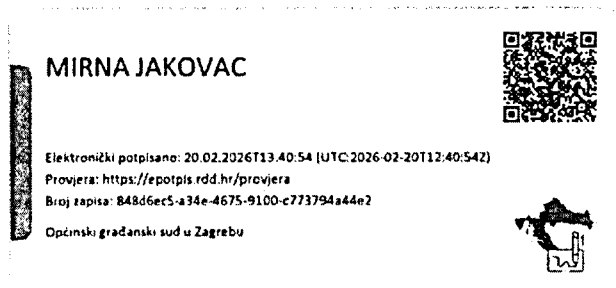 MIRNA JAKOVAC
Elektronički potpisano: 20.02.2026T13:40:54 (UTC:2026-02-20T12:40:54Z)
Provjera: https://epotpis.rdd.hr/provjera
Broj zapisa: 848d6ec5-a34e-4675-9100-c773794a44e2
Općinski građanski sud u Zagrebu